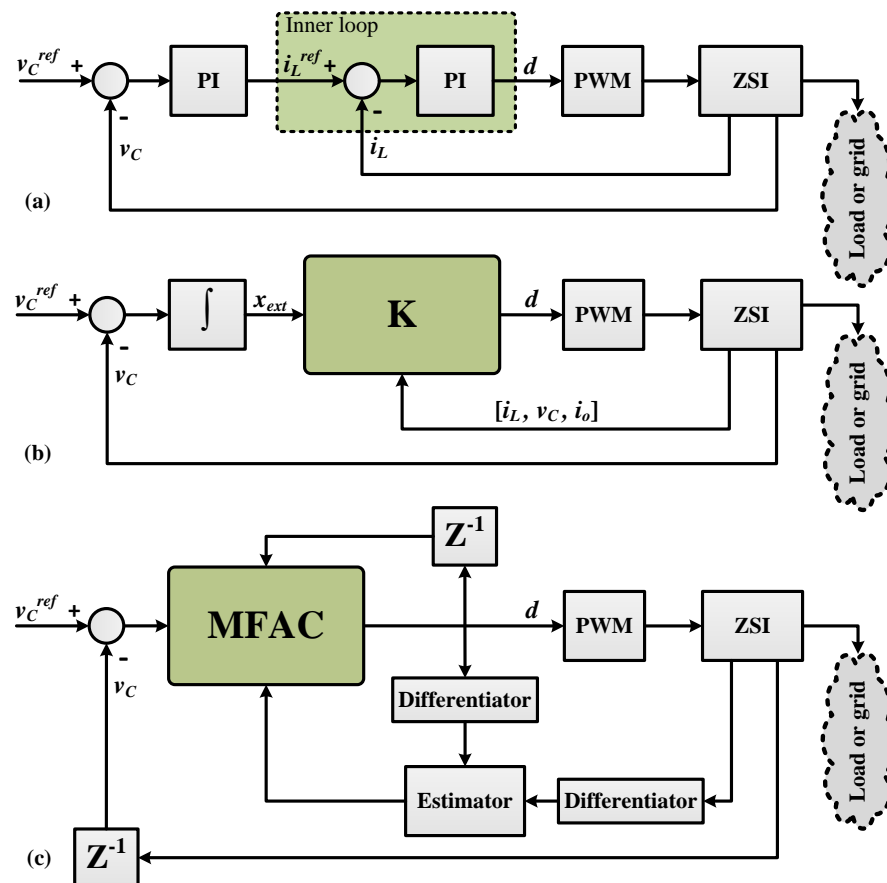 Inner loop
v_C^ref + PI i_L^ref + PI d PWM ZSI
- -
v_C i_L
Load or grid
(a)
v_C^ref + ∫ x_ext K d PWM ZSI
-
v_C
[i_L, v_C, i_o]
Load or grid
(b)
Z^-1
v_C^ref + MFAC d PWM ZSI
-
v_C
Differentiator
Load or grid
Estimator Differentiator
(c) Z^-1